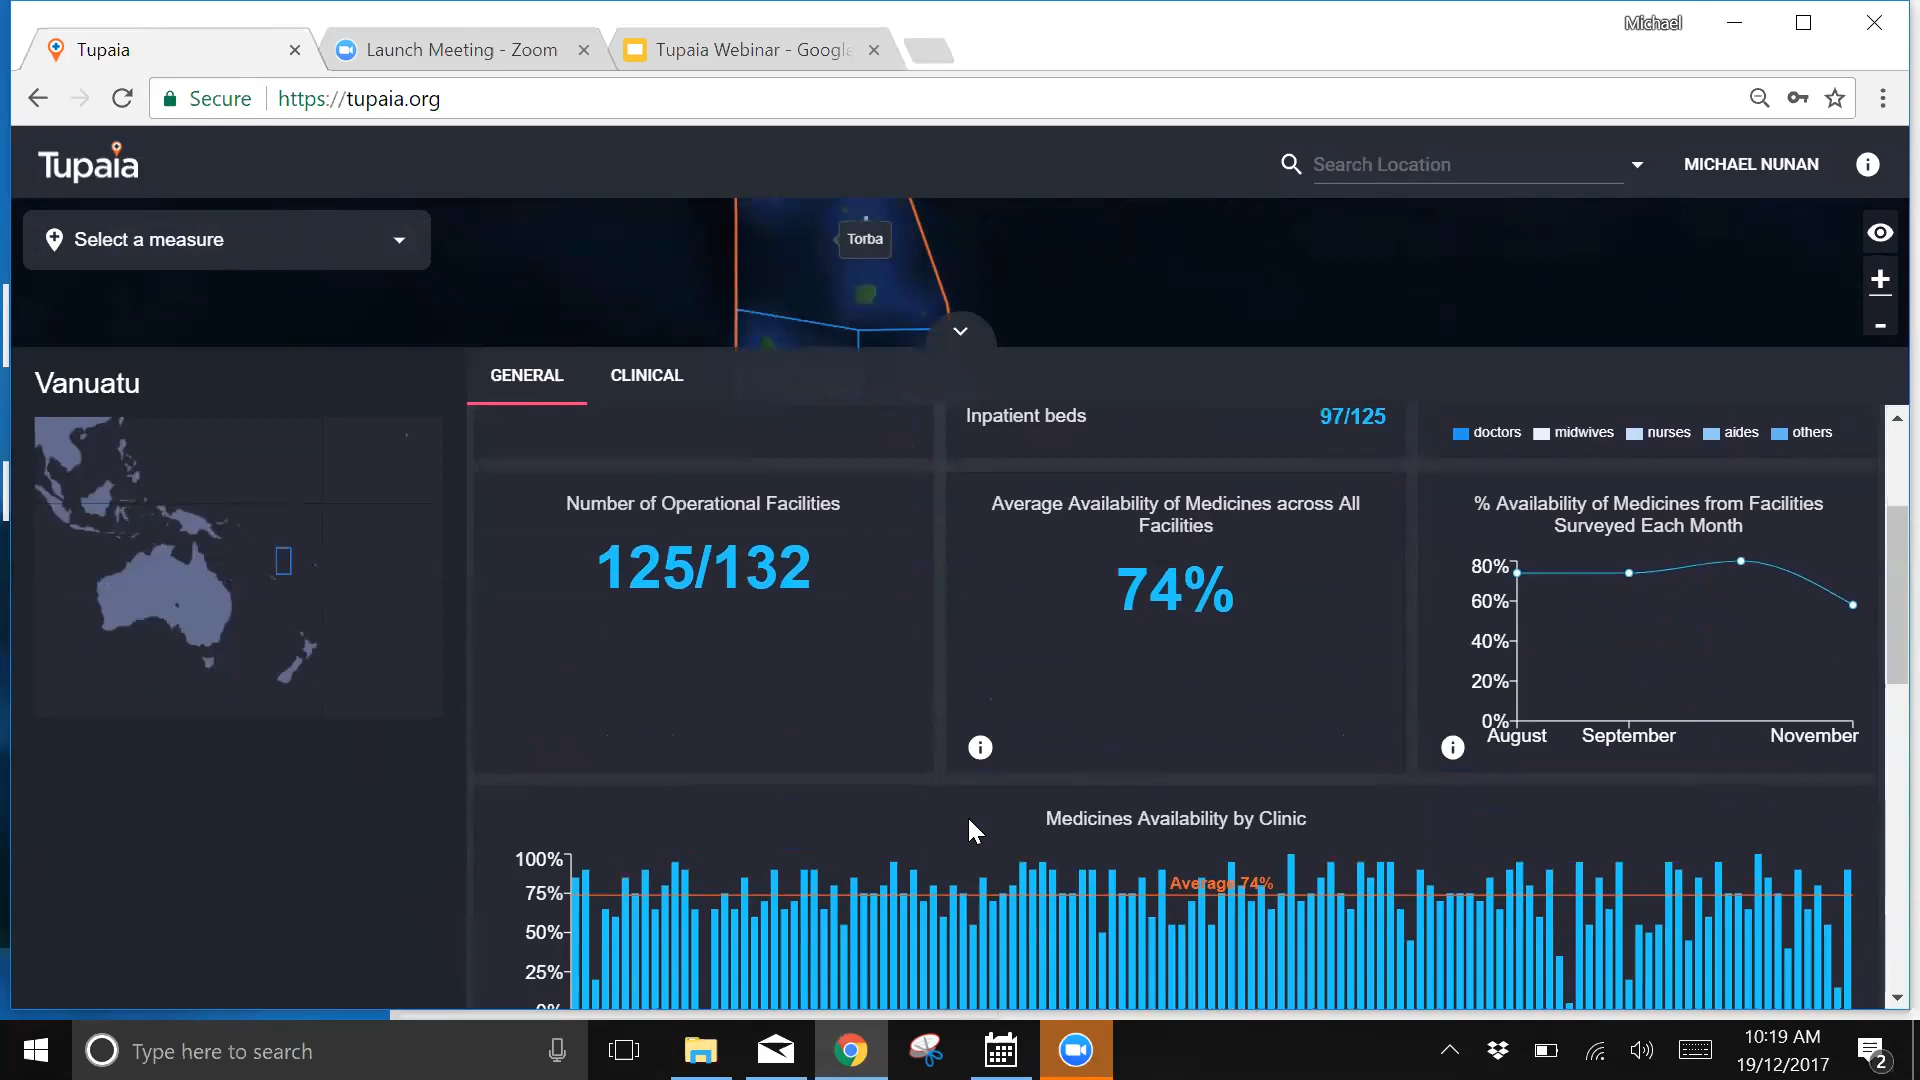 Michael
Tupaia
Launch Meeting - Zoom
Tupaia Webinar - Google
Secure
https://tupaia.org
Tupaia
Search Location
MICHAEL NUNAN
Select a measure
Torba
Vanuatu
GENERAL
CLINICAL
Inpatient beds
97/125
doctors
midwives
nurses
aides
others
Number of Operational Facilities
125/132
Average Availability of Medicines across All
Facilities
74%
% Availability of Medicines from Facilities
Surveyed Each Month
80%
60%
40%
20%
0%
August
September
November
Medicines Availability by Clinic
100%
75%
50%
25%
0%
Average 74%
Type here to search
10:19 AM
19/12/2017
2